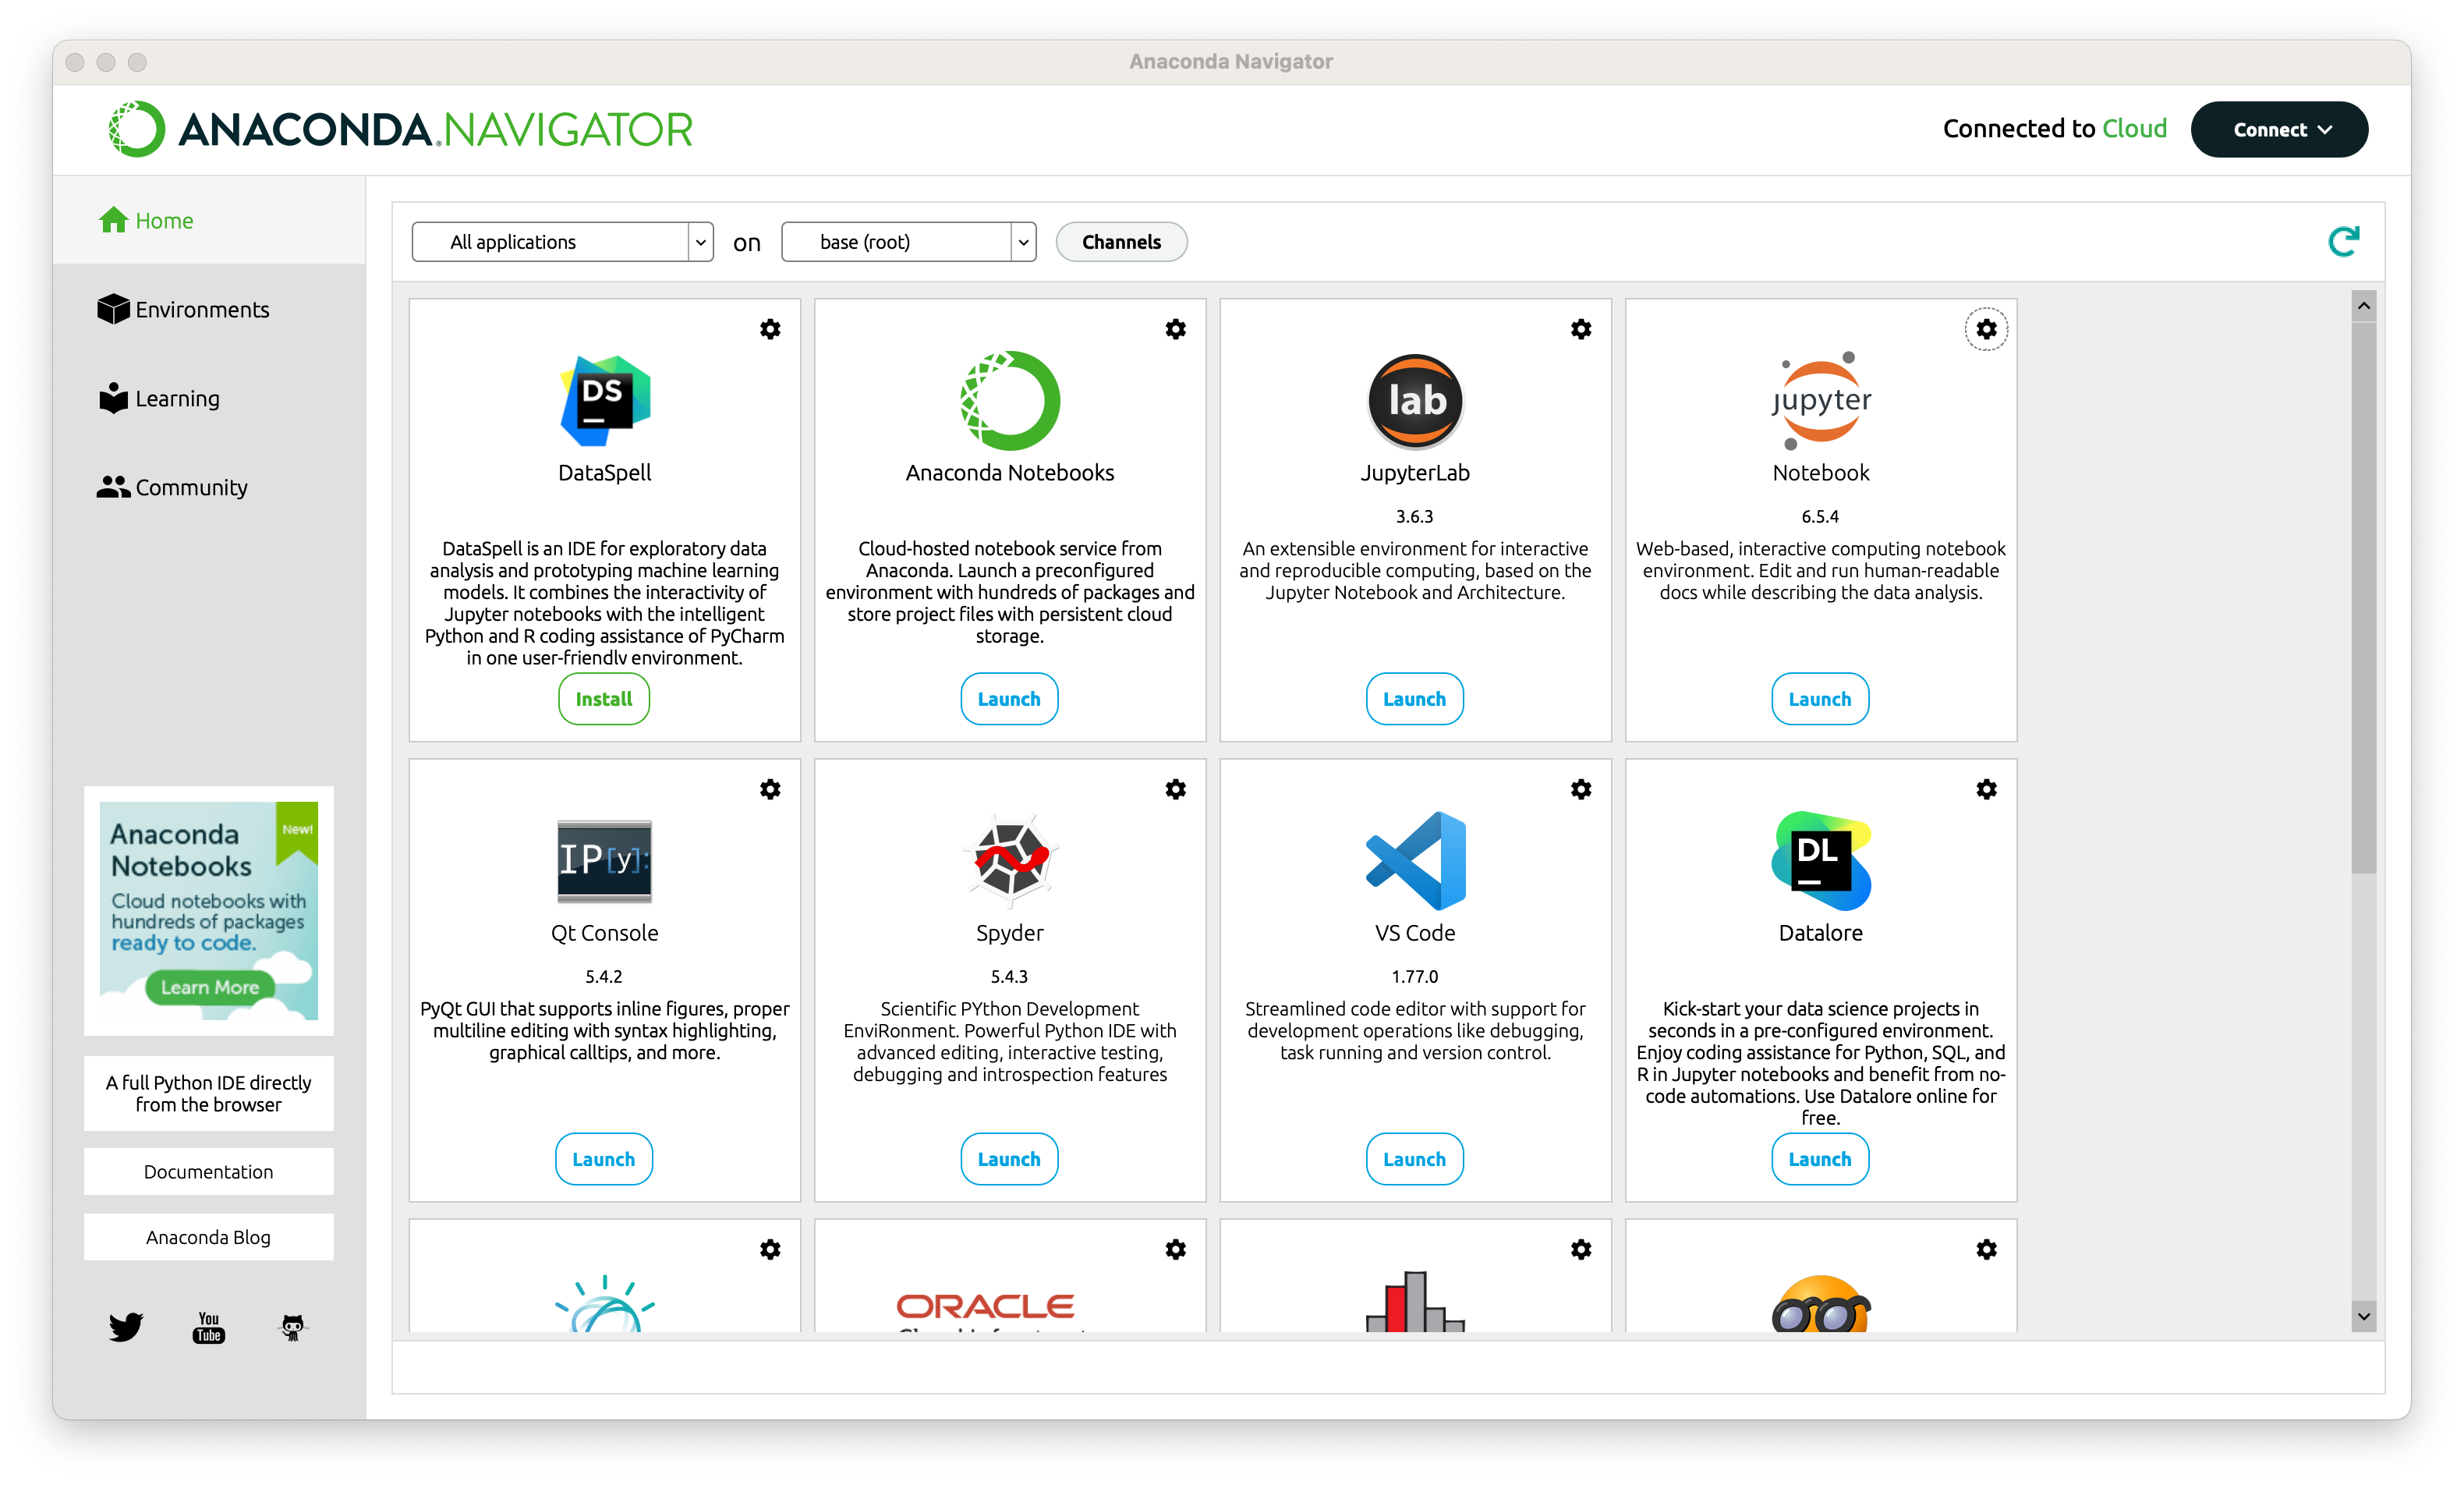 Anaconda Navigator
ANACONDA.NAVIGATOR
Connected to Cloud
Connect
Home
Environments
Learning
Community
All applications
on
base (root)
Channels
DS
DataSpell
DataSpell is an IDE for exploratory data
analysis and prototyping machine learning
models. It combines the interactivity of
Jupyter notebooks with the intelligent
Python and R coding assistance of PyCharm
in one user-friendly environment.
Install
Anaconda Notebooks
Cloud-hosted notebook service from
Anaconda. Launch a preconfigured
environment with hundreds of packages and
store project files with persistent cloud
storage.
Launch
lab
JupyterLab
3.6.3
An extensible environment for interactive
and reproducible computing, based on the
Jupyter Notebook and Architecture.
Launch
jupyter
Notebook
6.5.4
Web-based, interactive computing notebook
environment. Edit and run human-readable
docs while describing the data analysis.
Launch
IP[y]:
Qt Console
5.4.2
PyQt GUI that supports inline figures, proper
multiline editing with syntax highlighting,
graphical calltips, and more.
Launch
Spyder
5.4.3
Scientific PYthon Development
EnviRonment. Powerful Python IDE with
advanced editing, interactive testing,
debugging and introspection features
Launch
VS Code
1.77.0
Streamlined code editor with support for
development operations like debugging,
task running and version control.
Launch
DL
Datalore
Kick-start your data science projects in
seconds in a pre-configured environment.
Enjoy coding assistance for Python, SQL, and
R in Jupyter notebooks and benefit from no-
code automations. Use Datalore online for
free.
Launch
ORACLE
Anaconda
Notebooks
New!
Cloud notebooks with
hundreds of packages
ready to code.
Learn More
A full Python IDE directly
from the browser
Documentation
Anaconda Blog
You
Tube